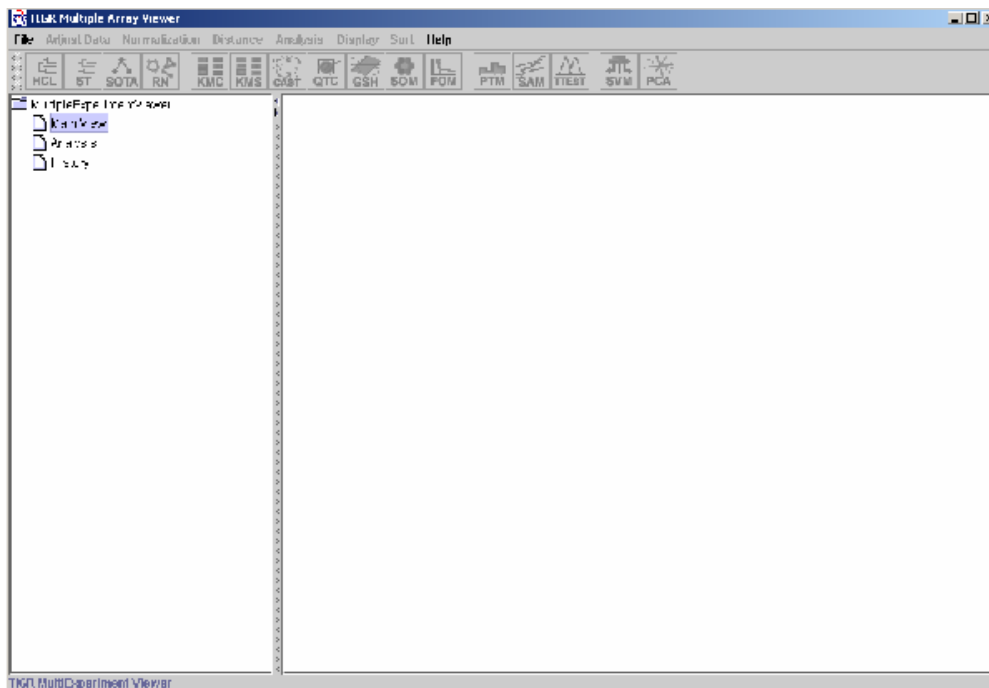 TIGR Multiple Array Viewer
File Adjust Data Normalization Distance Analysis Display Sort Help
HCL ST SOTA RN KMC KMS CAST QTC GSH SOM FOM PTM SAM TTEST SVM PCA
MultipleExperimentViewer
Main View
Analysis
History
TIGR MultiExperiment Viewer